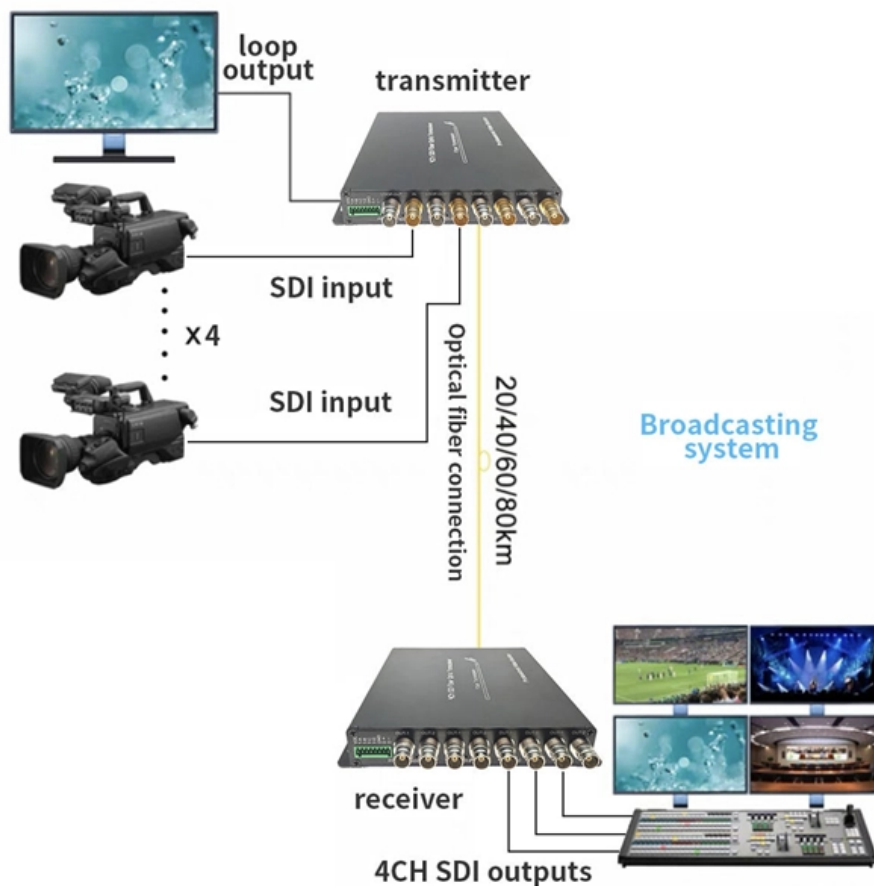 loop
output
transmitter
SDI input
x4
SDI input
Optical fiber connection
20/40/60/80km
Broadcasting
system
receiver
4CH SDI outputs